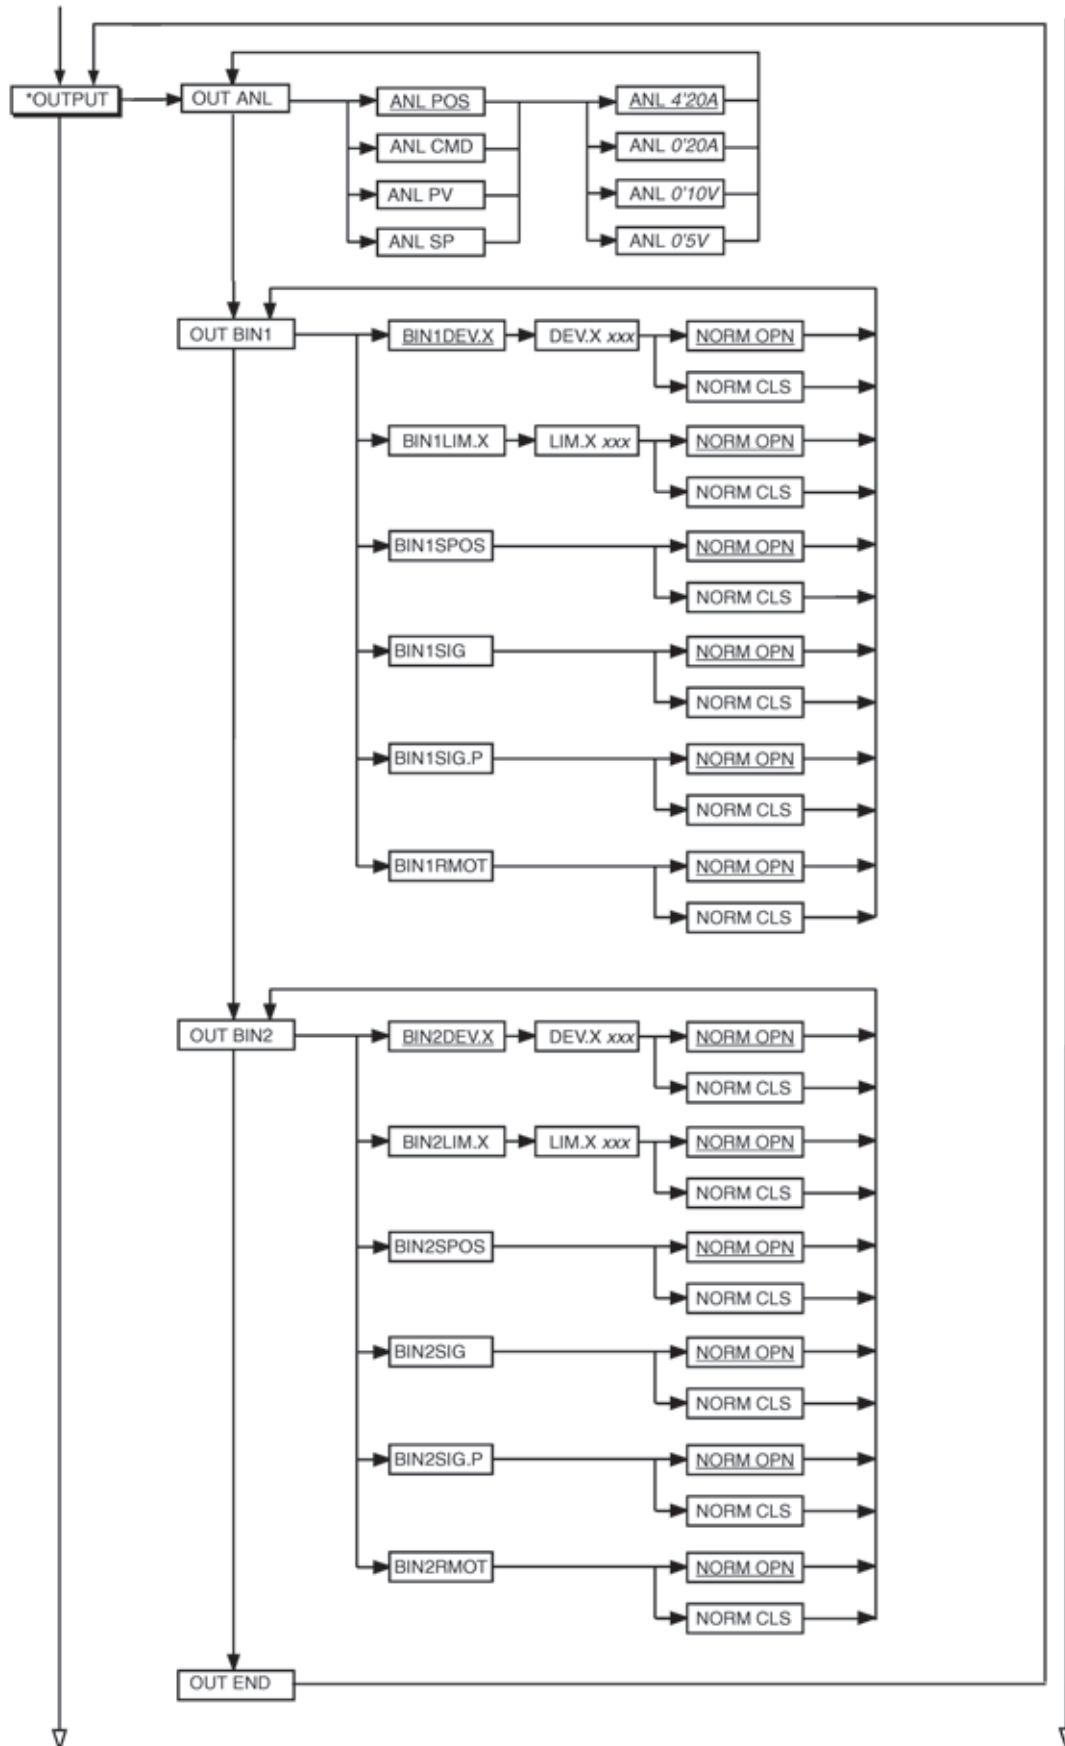 *OUTPUT
OUT ANL
ANL POS
ANL 4'20A
ANL CMD
ANL 0'20A
ANL PV
ANL 0'10V
ANL SP
ANL 0'5V
OUT BIN1
BIN1DEV.X
DEV.X xxx
NORM OPN
NORM CLS
BIN1LIM.X
LIM.X xxx
NORM OPN
NORM CLS
BIN1SPOS
NORM OPN
NORM CLS
BIN1SIG
NORM OPN
NORM CLS
BIN1SIG.P
NORM OPN
NORM CLS
BIN1RMOT
NORM OPN
NORM CLS
OUT BIN2
BIN2DEV.X
DEV.X xxx
NORM OPN
NORM CLS
BIN2LIM.X
LIM.X xxx
NORM OPN
NORM CLS
BIN2SPOS
NORM OPN
NORM CLS
BIN2SIG
NORM OPN
NORM CLS
BIN2SIG.P
NORM OPN
NORM CLS
BIN2RMOT
NORM OPN
NORM CLS
OUT END